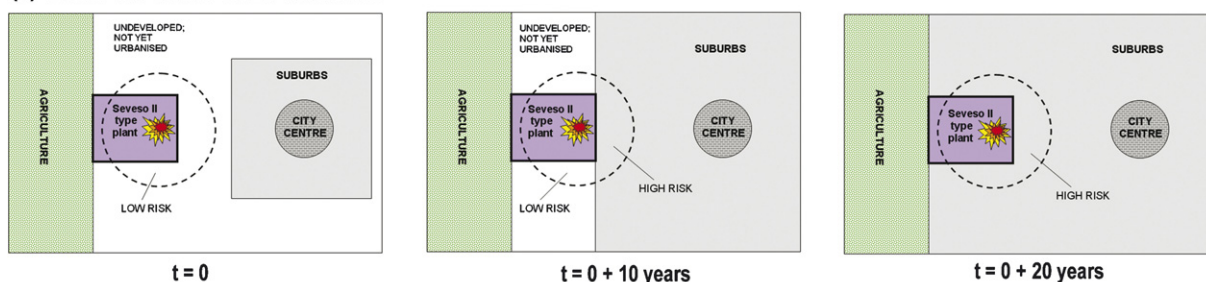 UNDEVELOPED;
NOT YET
URBANISED
SUBURBS
AGRICULTURE
Seveso II
type
plant
CITY
CENTRE
LOW RISK
t = 0
UNDEVELOPED;
NOT YET
URBANISED
SUBURBS
AGRICULTURE
Seveso II
type
plant
CITY
CENTRE
HIGH RISK
LOW RISK
t = 0 + 10 years
SUBURBS
AGRICULTURE
Seveso II
type
plant
CITY
CENTRE
HIGH RISK
t = 0 + 20 years